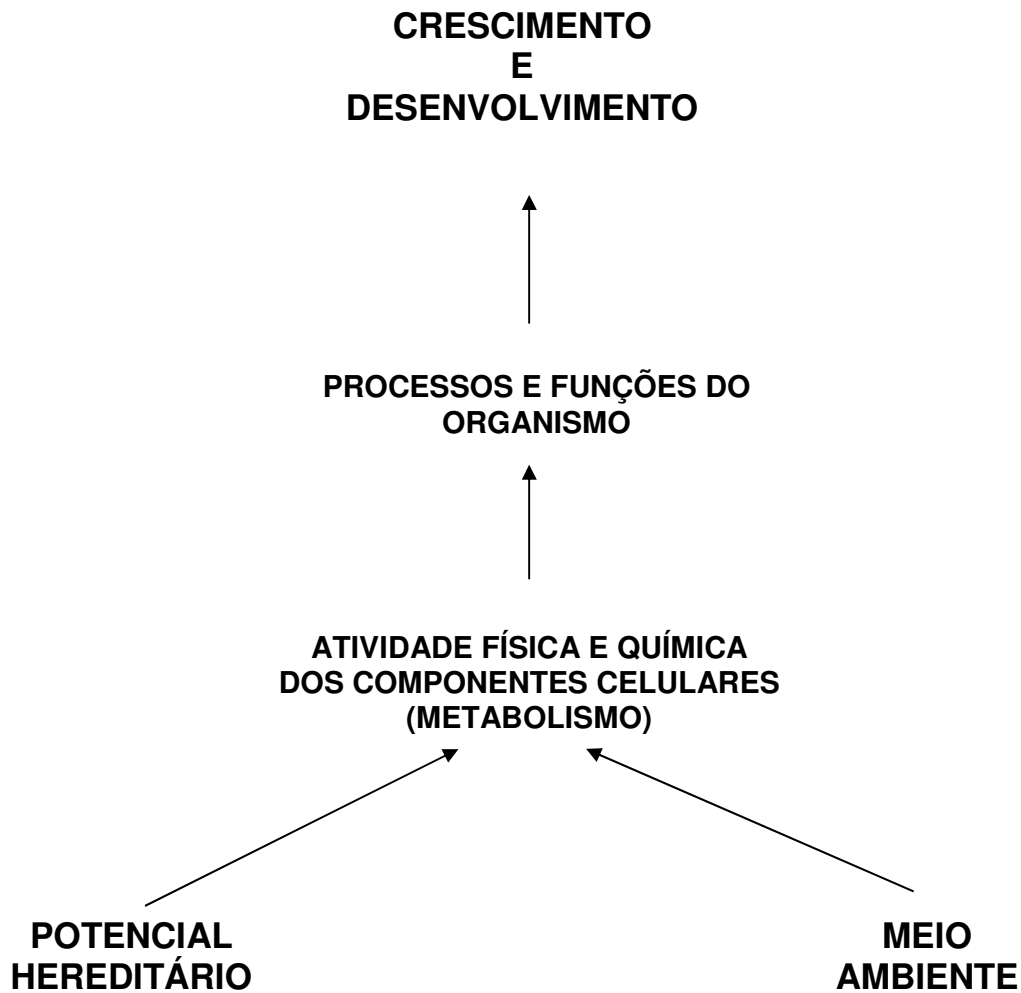 CRESCIMENTO
E
DESENVOLVIMENTO
PROCESSOS E FUNÇÕES DO
ORGANISMO
ATIVIDADE FÍSICA E QUÍMICA
DOS COMPONENTES CELULARES
(METABOLISMO)
POTENCIAL
HEREDITÁRIO
MEIO
AMBIENTE